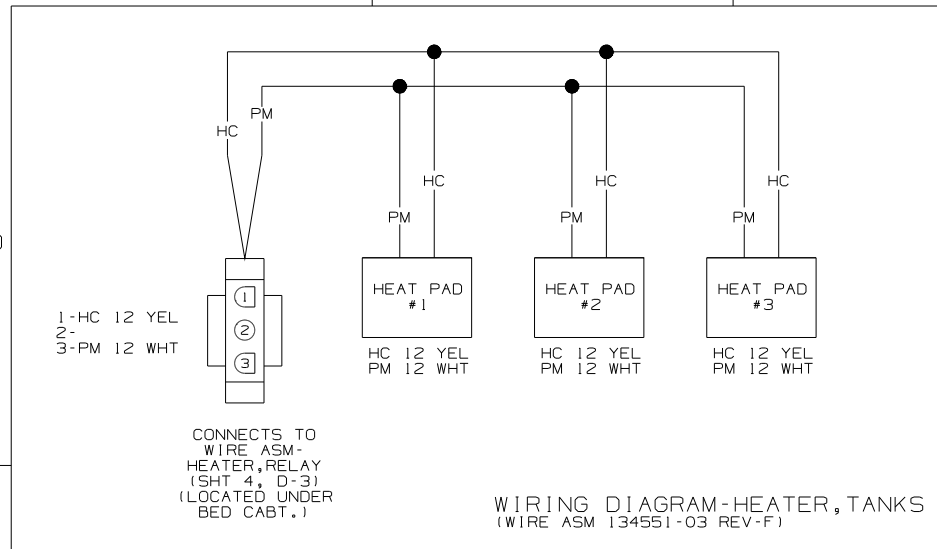 HC
PM
HC
HC
HC
PM
PM
PM
1
2
3
1-HC 12 YEL
2-
3-PM 12 WHT
HEAT PAD
#1
HC 12 YEL
PM 12 WHT
HEAT PAD
#2
HC 12 YEL
PM 12 WHT
HEAT PAD
#3
HC 12 YEL
PM 12 WHT
CONNECTS TO
WIRE ASM-
HEATER,RELAY
(SHT 4, D-3)
(LOCATED UNDER
BED CABT.)
WIRING DIAGRAM-HEATER,TANKS
(WIRE ASM 134551-03 REV-F)